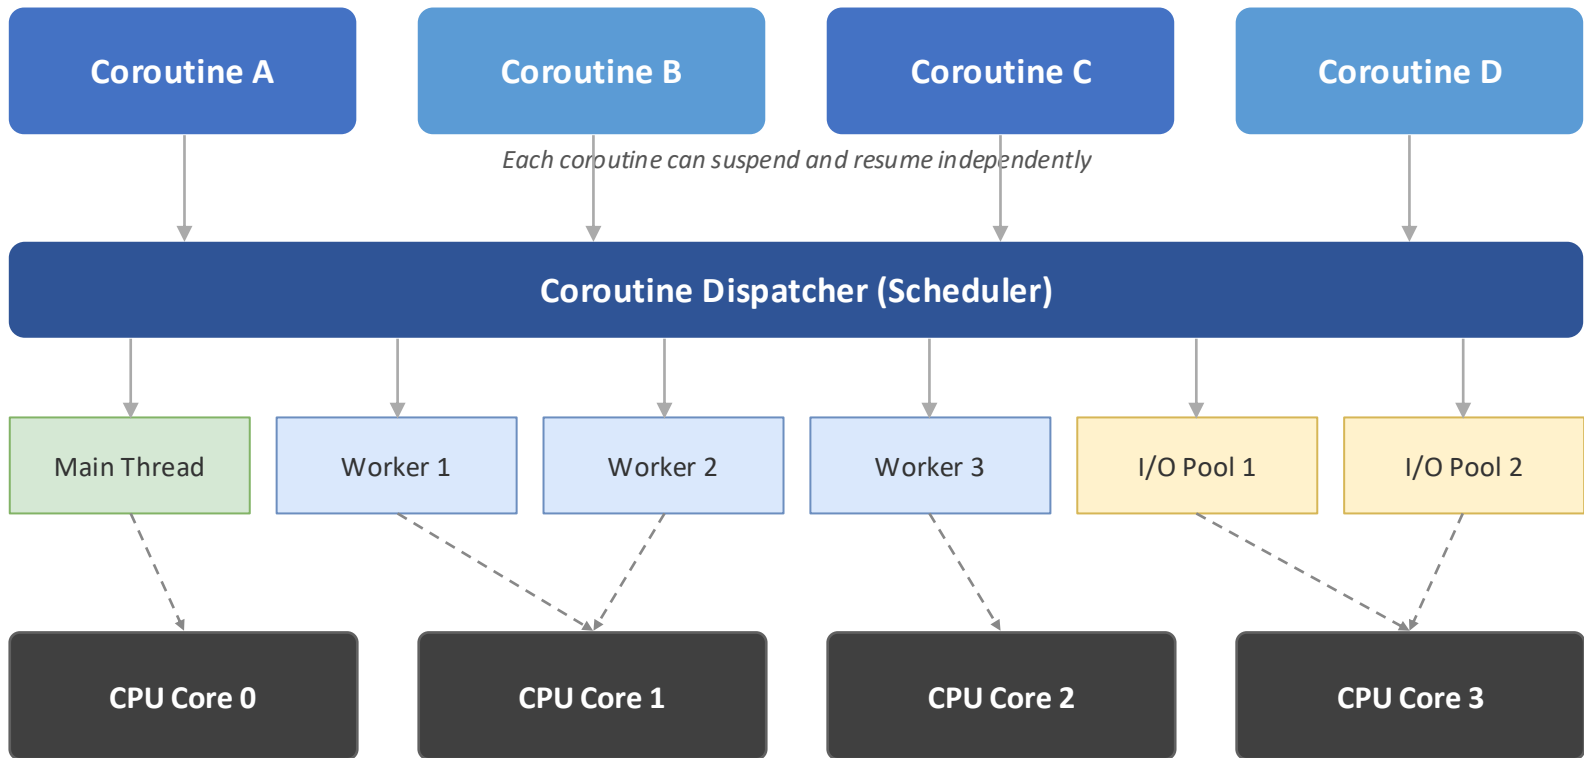 Coroutine A
Coroutine B
Coroutine C
Coroutine D
Each coroutine can suspend and resume independently
Coroutine Dispatcher (Scheduler)
Main Thread
Worker 1
Worker 2
Worker 3
I/O Pool 1
I/O Pool 2
CPU Core 0
CPU Core 1
CPU Core 2
CPU Core 3